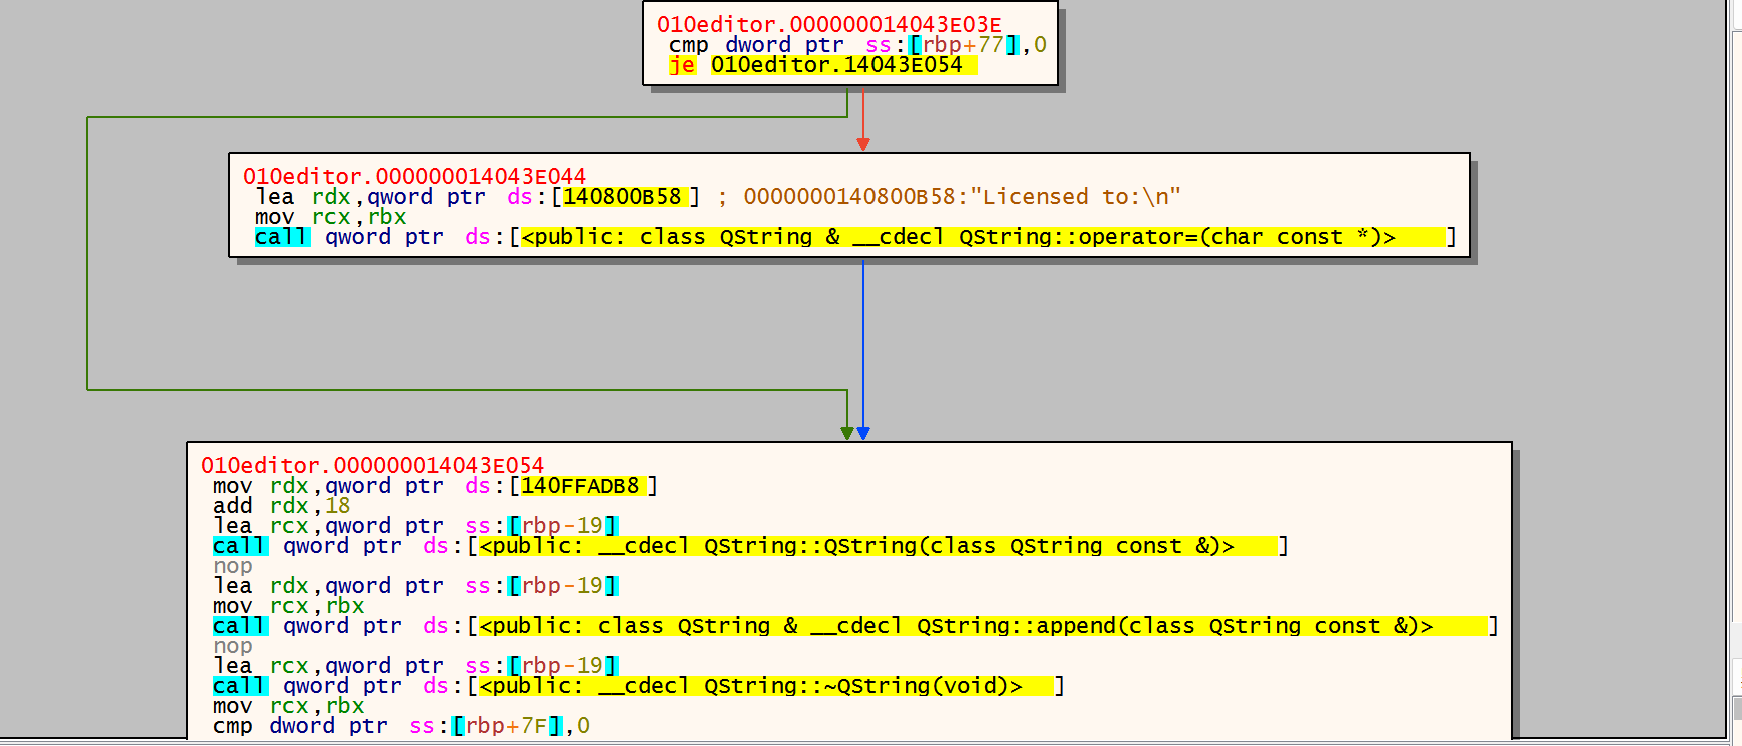 010editor.000000014043E03E
cmp dword ptr ss:[rbp+77],0
je 010editor.14043E054
010editor.000000014043E044
lea rdx,qword ptr ds:[140800B58] ; 0000000140800B58:"Licensed to:\n"
mov rcx,rbx
call qword ptr ds:[<public: class QString & __cdecl QString::operator=(char const *)>]
010editor.000000014043E054
mov rdx,qword ptr ds:[140FFADB8]
add rdx,18
lea rcx,qword ptr ss:[rbp-19]
call qword ptr ds:[<public: __cdecl QString::QString(class QString const &)>]
nop
lea rdx,qword ptr ss:[rbp-19]
mov rcx,rbx
call qword ptr ds:[<public: class QString & __cdecl QString::append(class QString const &)>]
nop
lea rcx,qword ptr ss:[rbp-19]
call qword ptr ds:[<public: __cdecl QString::~QString(void)>]
mov rcx,rbx
cmp dword ptr ss:[rbp+7F],0